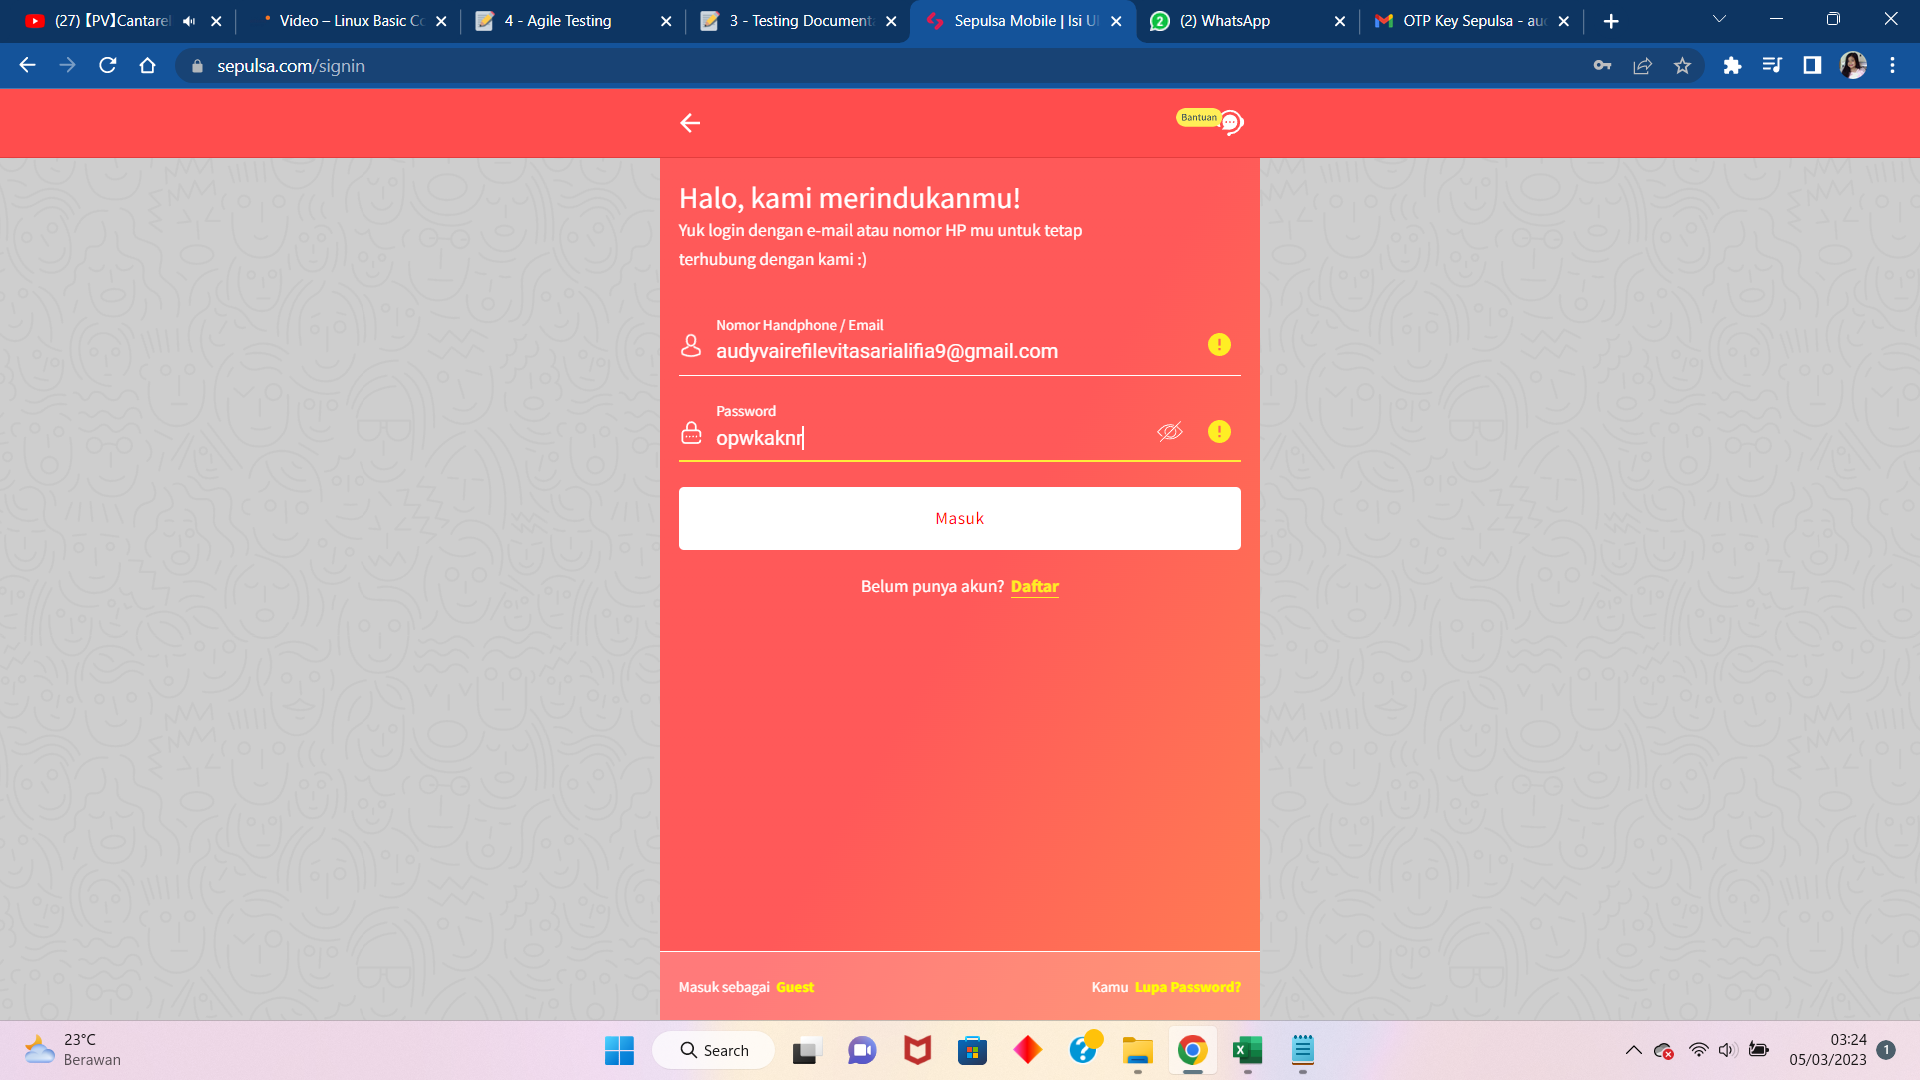 (27) 【PV】Cantarel
Video – Linux Basic Co
4 - Agile Testing
3 - Testing Documenta
Sepulsa Mobile | Isi Ul
2
(2) WhatsApp
OTP Key Sepulsa - aud
sepulsa.com/signin
Bantuan
Halo, kami merindukanmu!
Yuk login dengan e-mail atau nomor HP mu untuk tetap
terhubung dengan kami :)
Nomor Handphone / Email
audyvairefilevitasarialifia9@gmail.com
Password
opwkaknr
Masuk
Belum punya akun? Daftar
Masuk sebagai Guest
Kamu Lupa Password?
23°C
Berawan
Search
03:24
05/03/2023
1